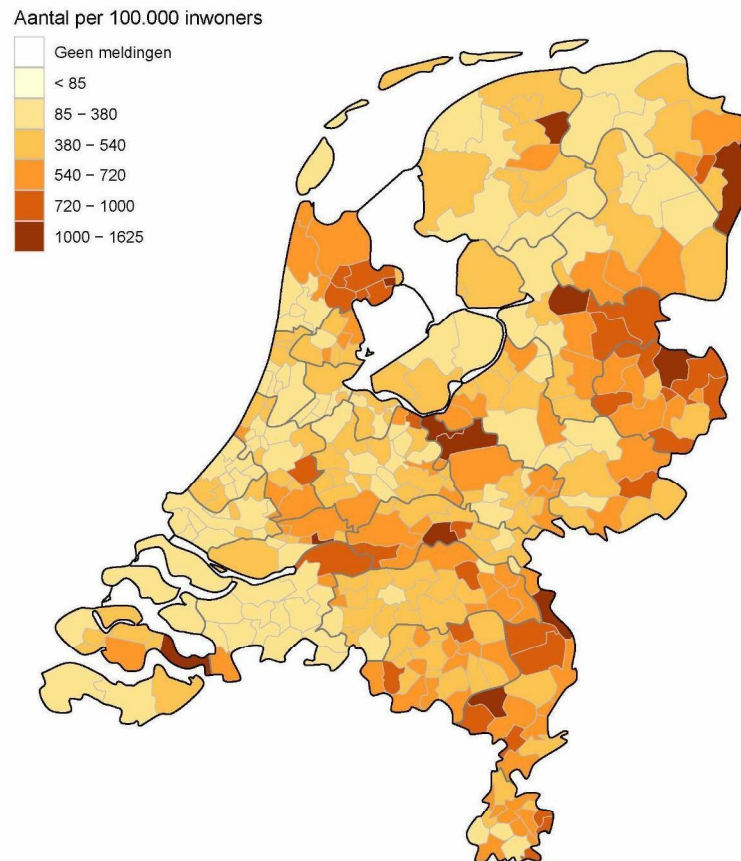 Aantal per 100.000 inwoners
Geen meldingen
< 85
85 – 380
380 – 540
540 – 720
720 – 1000
1000 – 1625